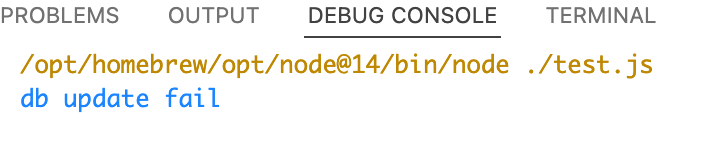 PROBLEMS OUTPUT DEBUG CONSOLE TERMINAL
/opt/homebrew/opt/node@14/bin/node ./test.js
db update fail